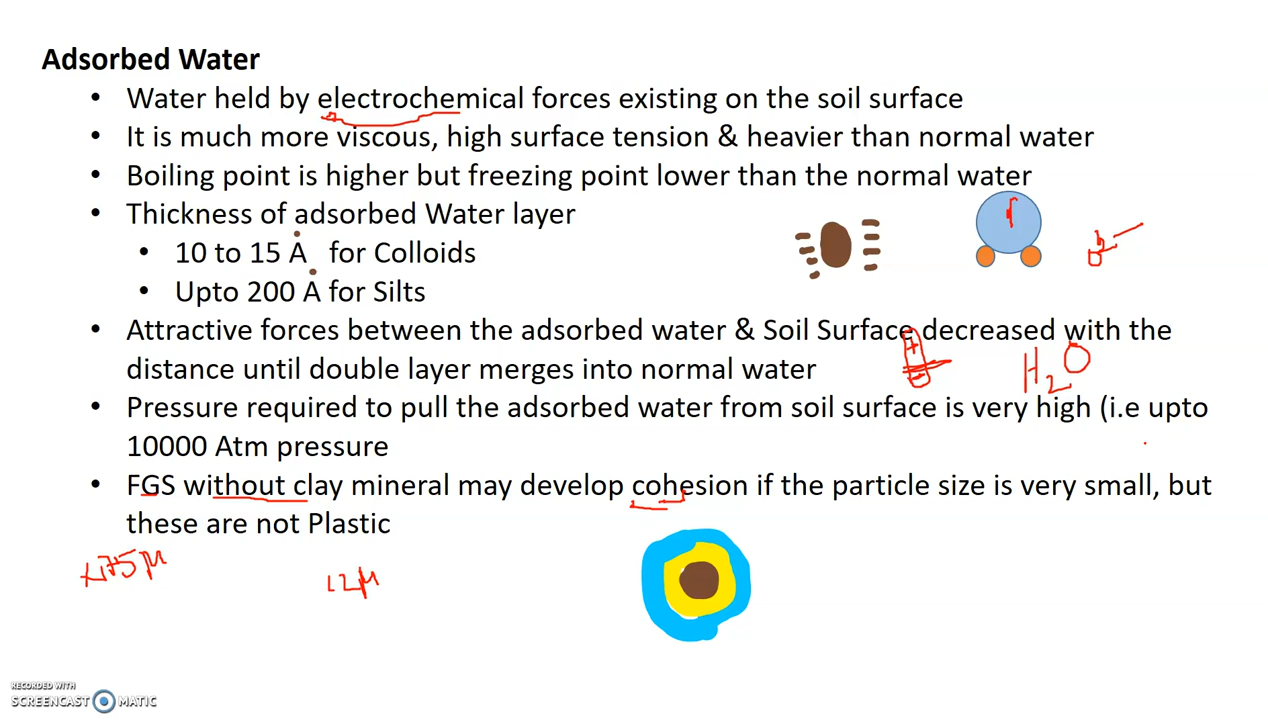 Adsorbed Water
• Water held by electrochemical forces existing on the soil surface
• It is much more viscous, high surface tension & heavier than normal water
• Boiling point is higher but freezing point lower than the normal water
• Thickness of adsorbed Water layer
• 10 to 15 Å for Colloids
• Upto 200 Å for Silts
• Attractive forces between the adsorbed water & Soil Surface decreased with the
distance until double layer merges into normal water
H2O
• Pressure required to pull the adsorbed water from soil surface is very high (i.e upto
10000 Atm pressure
• FGS without clay mineral may develop cohesion if the particle size is very small, but
these are not Plastic
75μ
RECORDED WITH
SCREENCAST MATIC